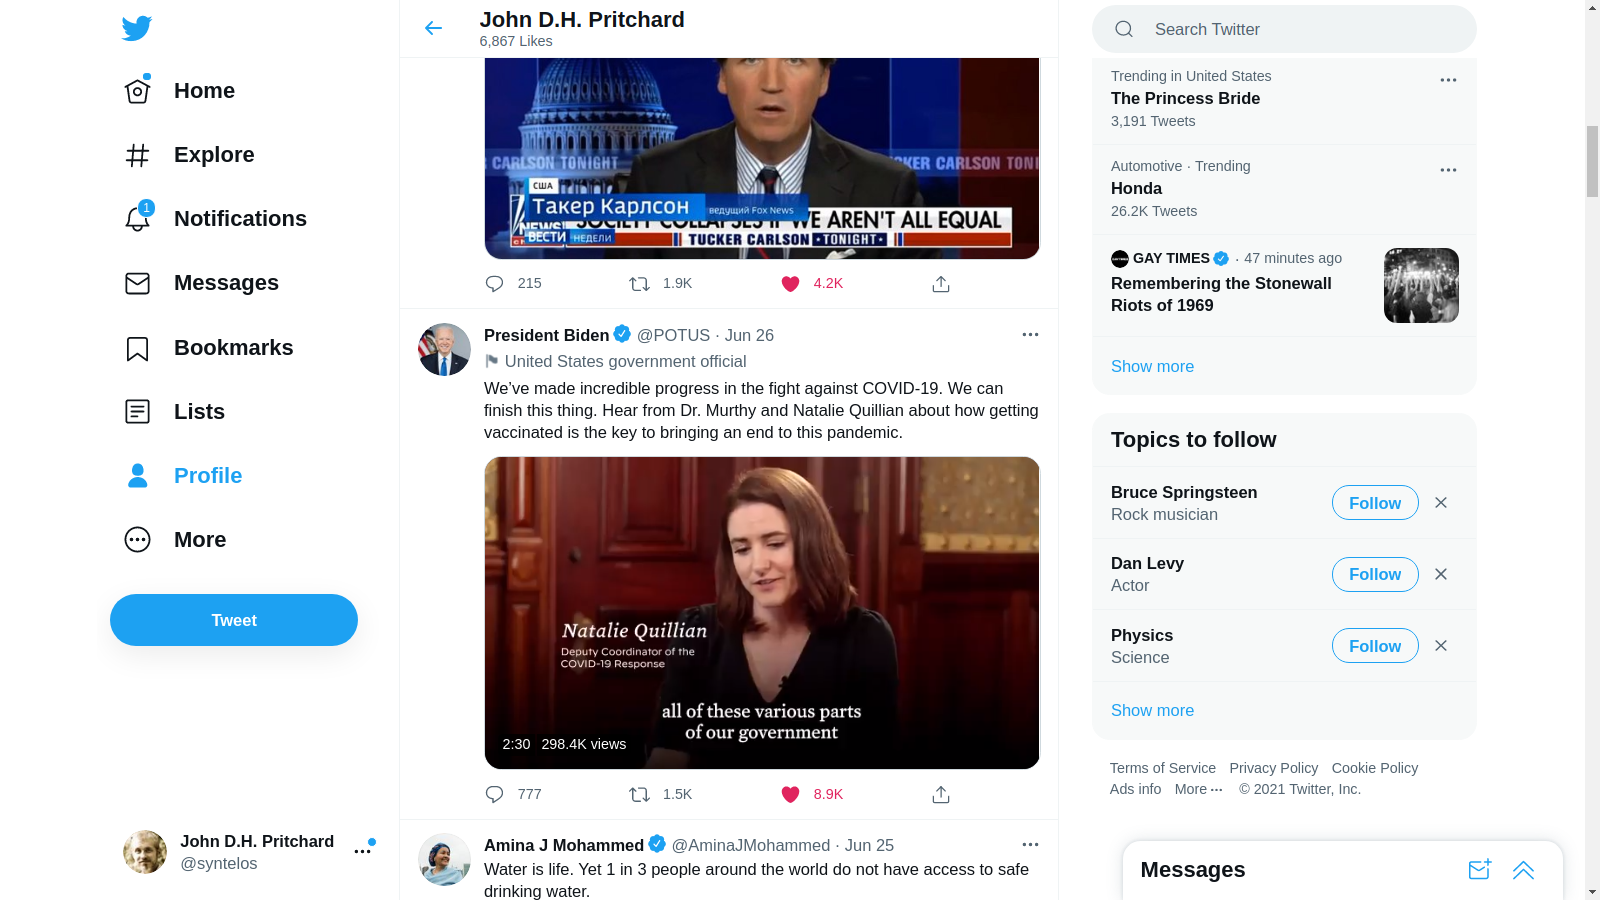 Home
Explore
1
Notifications
Messages
Bookmarks
Lists
Profile
More
Tweet
John D.H. Pritchard
@syntelos
John D.H. Pritchard
6,867 Likes
CARLSON TONIGHT
KER CARLSON TONI
США
Такер Карлсон
ведущий Fox News
WE AREN'T ALL EQUAL
ВЕСТИ НЕДЕЛИ
TUCKER CARLSON TONIGHT
215
1.9K
4.2K
President Biden @POTUS · Jun 26
United States government official
We've made incredible progress in the fight against COVID-19. We can
finish this thing. Hear from Dr. Murthy and Natalie Quillian about how getting
vaccinated is the key to bringing an end to this pandemic.
Natalie Quillian
Deputy Coordinator of the
COVID-19 Response
all of these various parts
of our government
2:30 298.4K views
777
1.5K
8.9K
Amina J Mohammed @AminaJMohammed · Jun 25
Water is life. Yet 1 in 3 people around the world do not have access to safe
drinking water.
Search Twitter
Trending in United States
The Princess Bride
3,191 Tweets
Automotive · Trending
Honda
26.2K Tweets
GAY TIMES · 47 minutes ago
Remembering the Stonewall
Riots of 1969
Show more
Topics to follow
Bruce Springsteen
Rock musician
Follow
Dan Levy
Actor
Follow
Physics
Science
Follow
Show more
Terms of Service Privacy Policy Cookie Policy
Ads info More ··· © 2021 Twitter, Inc.
Messages